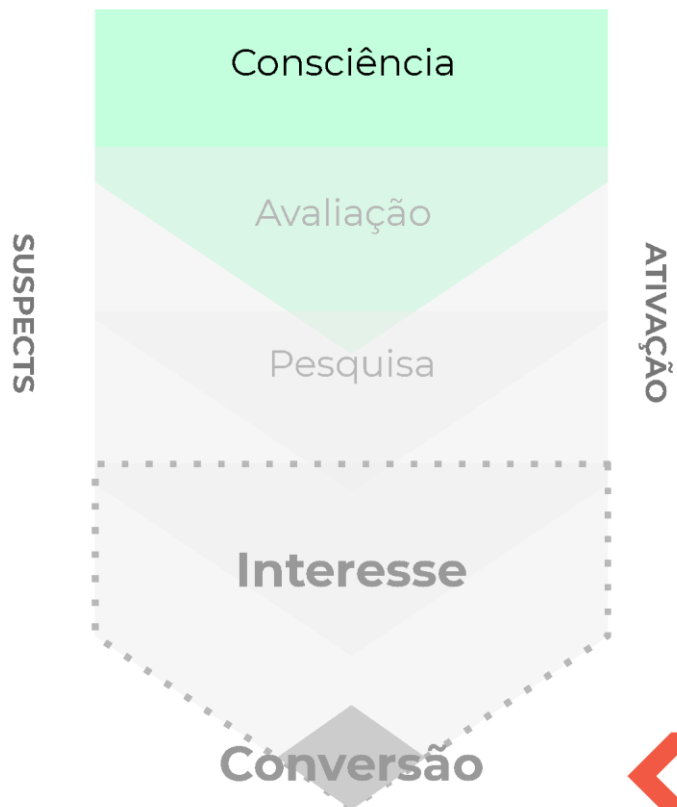 Consciência
Avaliação
SUSPECTS
ATIVAÇÃO
Pesquisa
Interesse
Conversão